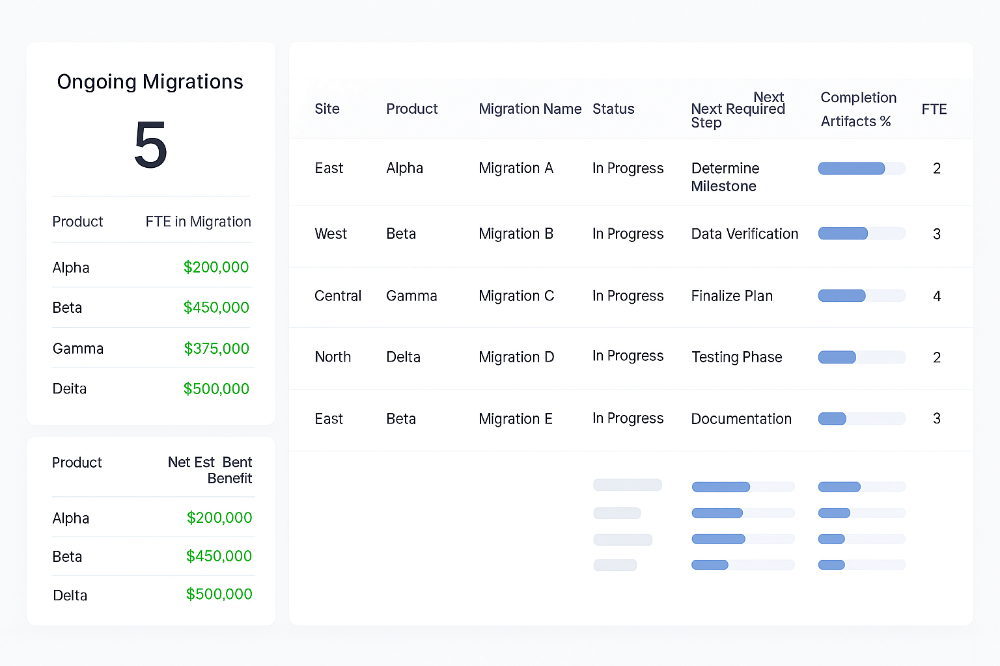 Ongoing Migrations
5
Product FTE in Migration
Alpha $200,000
Beta $450,000
Gamma $375,000
Deita $500,000
Product Net Est Bent
Benefit
Alpha $200,000
Beta $450,000
Delta $500,000
Site Product Migration Name Status Next
Next Required
Step Completion
Artifacts % FTE
East Alpha Migration A In Progress Determine 2
Milestone
West Beta Migration B In Progress Data Verification 3
Central Gamma Migration C In Progress Finalize Plan 4
North Delta Migration D In Progress Testing Phase 2
East Beta Migration E In Progress Documentation 3